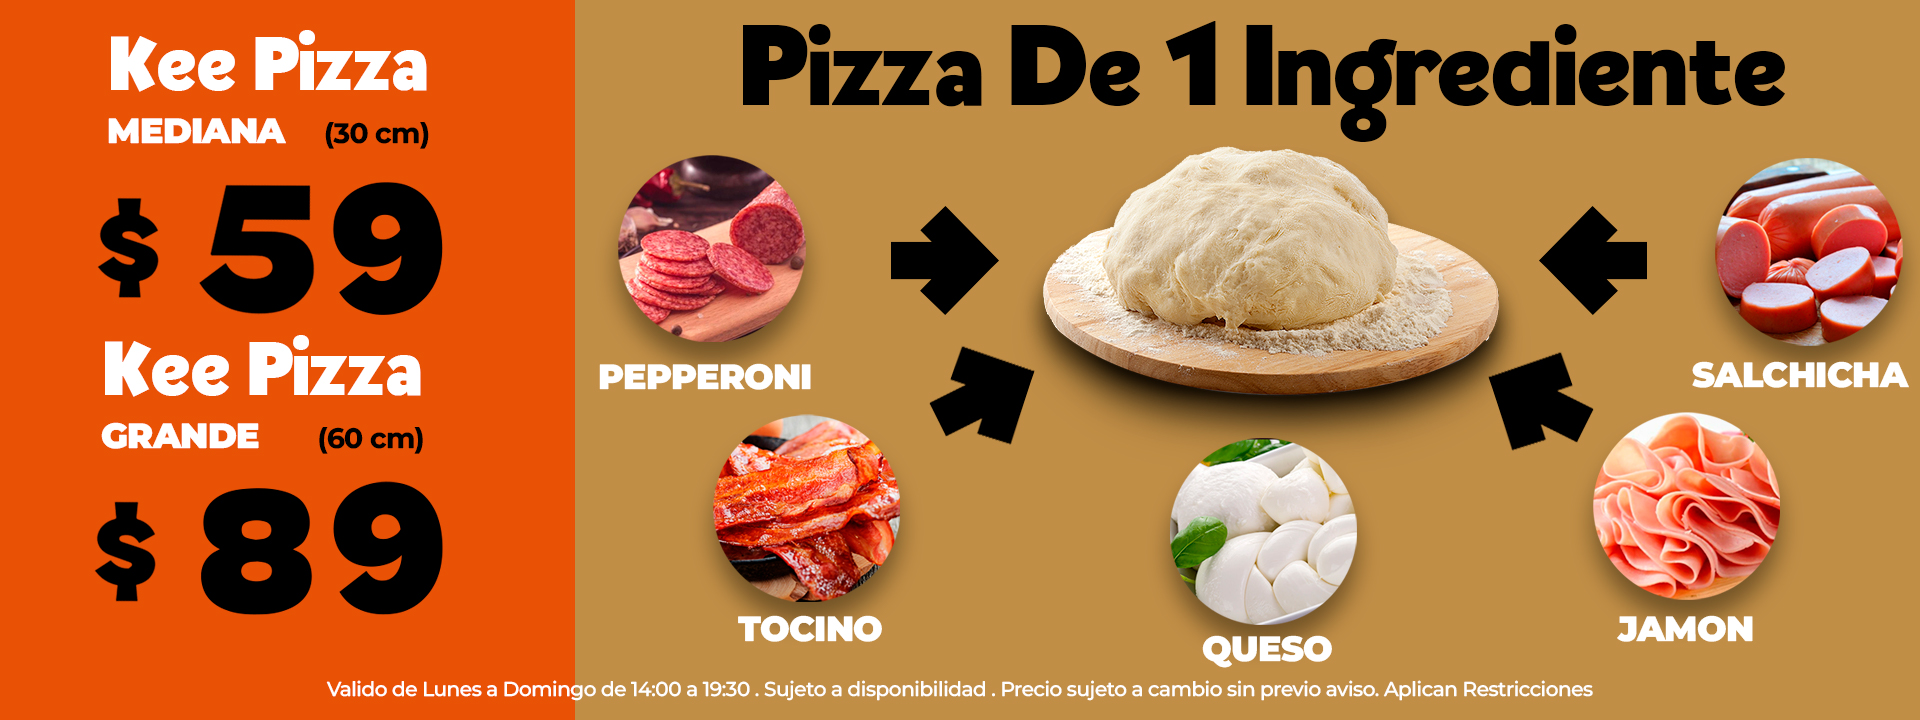 Kee Pizza
MEDIANA (30 cm)
$ 59
Kee Pizza
GRANDE (60 cm)
$ 89
Pizza De 1 Ingrediente
PEPPERONI
SALCHICHA
TOCINO
QUESO
JAMON
Valido de Lunes a Domingo de 14:00 a 19:30 . Sujeto a disponibilidad . Precio sujeto a cambio sin previo aviso. Aplican Restricciones